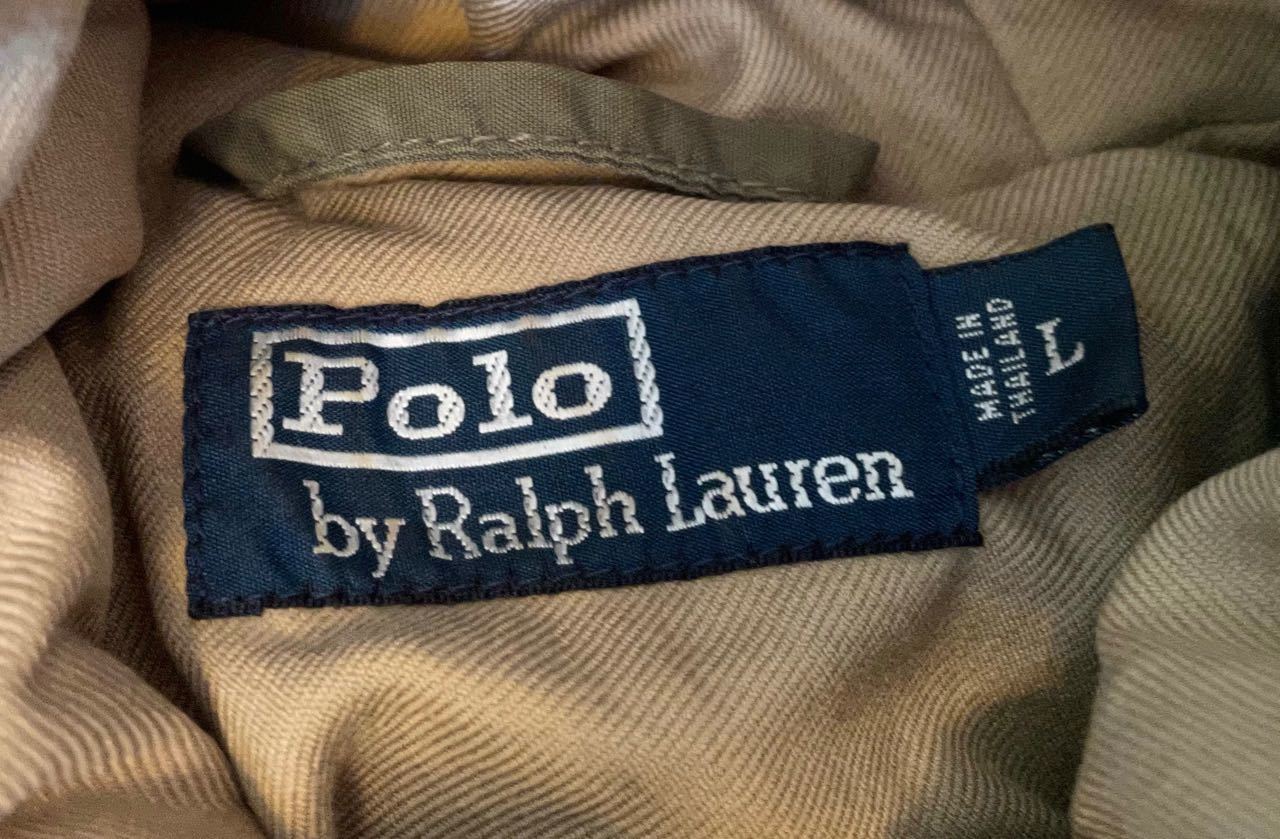 Polo
by Ralph Lauren
MADE IN
THAILAND
L